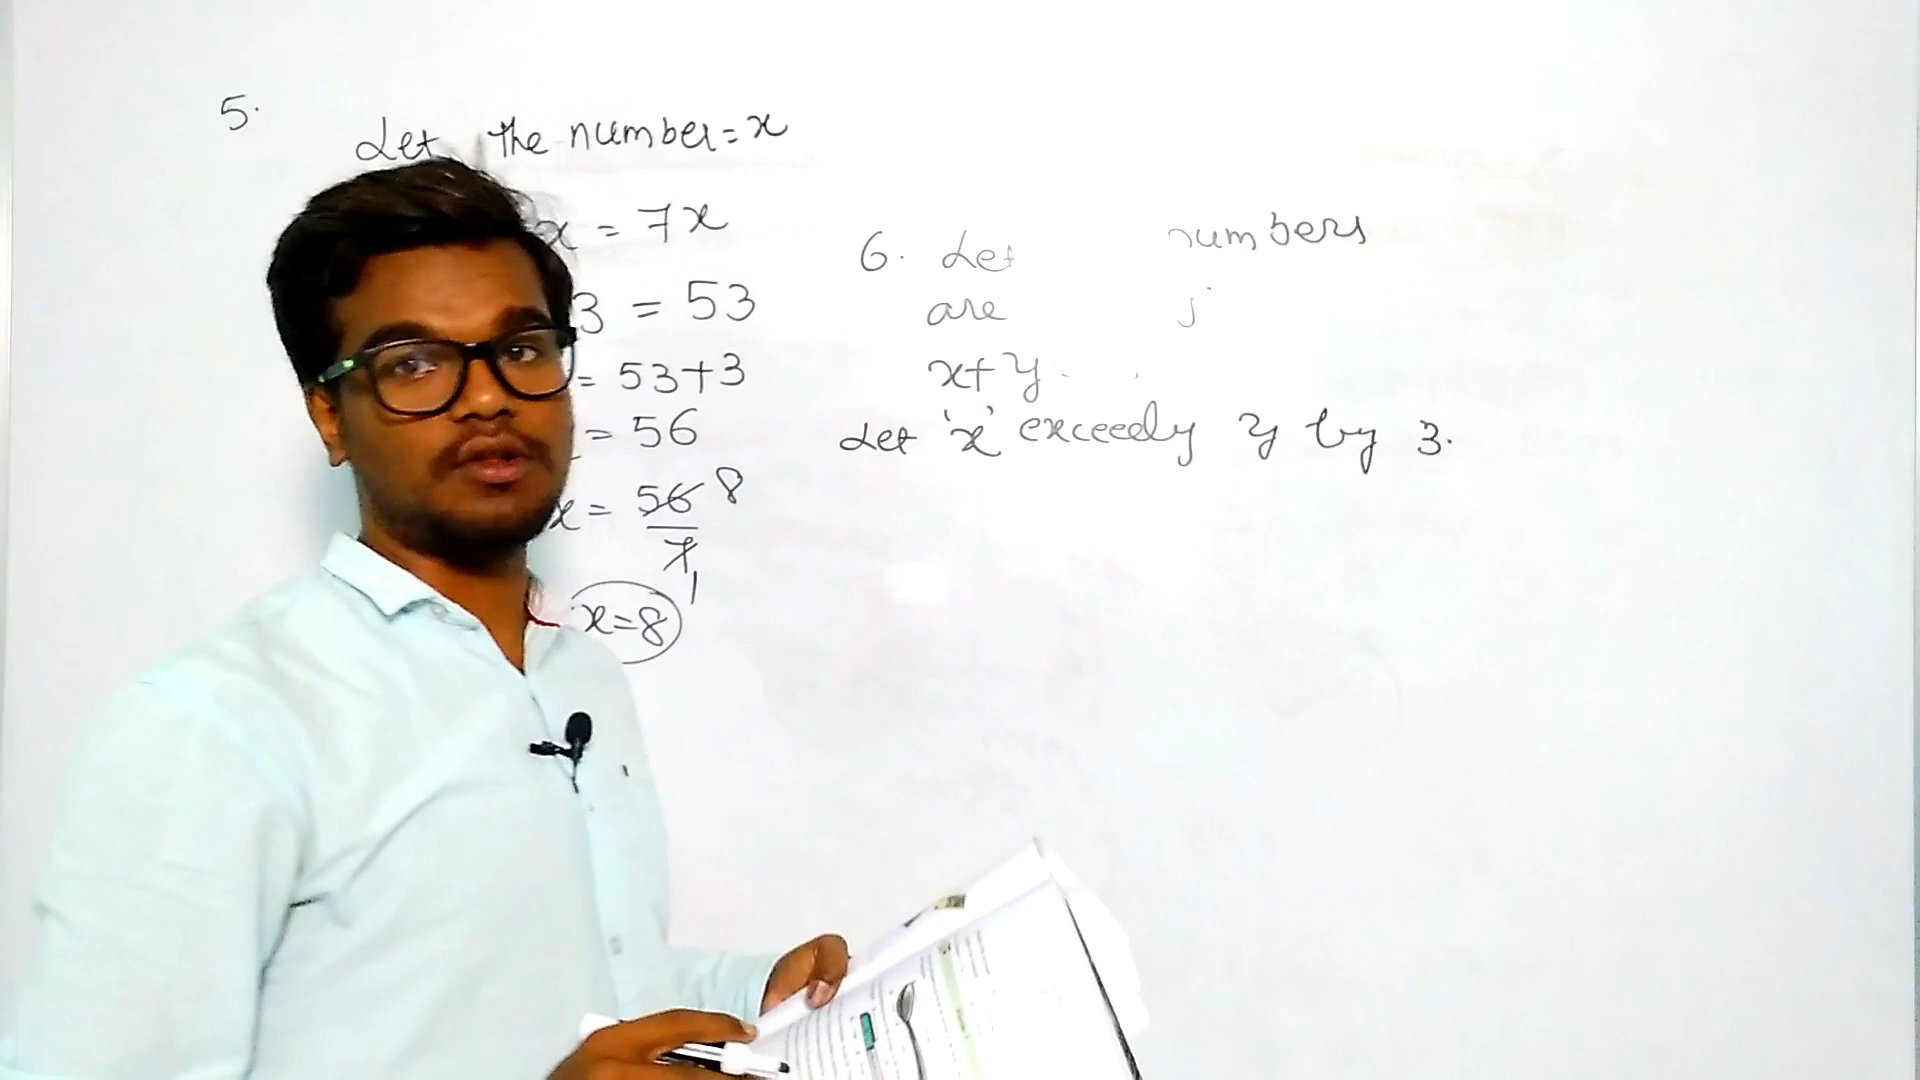 5.
Let the number = x
x = 7x
3 = 53
= 53+3
= 56
x = 56 8
7 1
x=8
6. Let numbers
are
x+y.
Let 'x' exceedy y by 3.